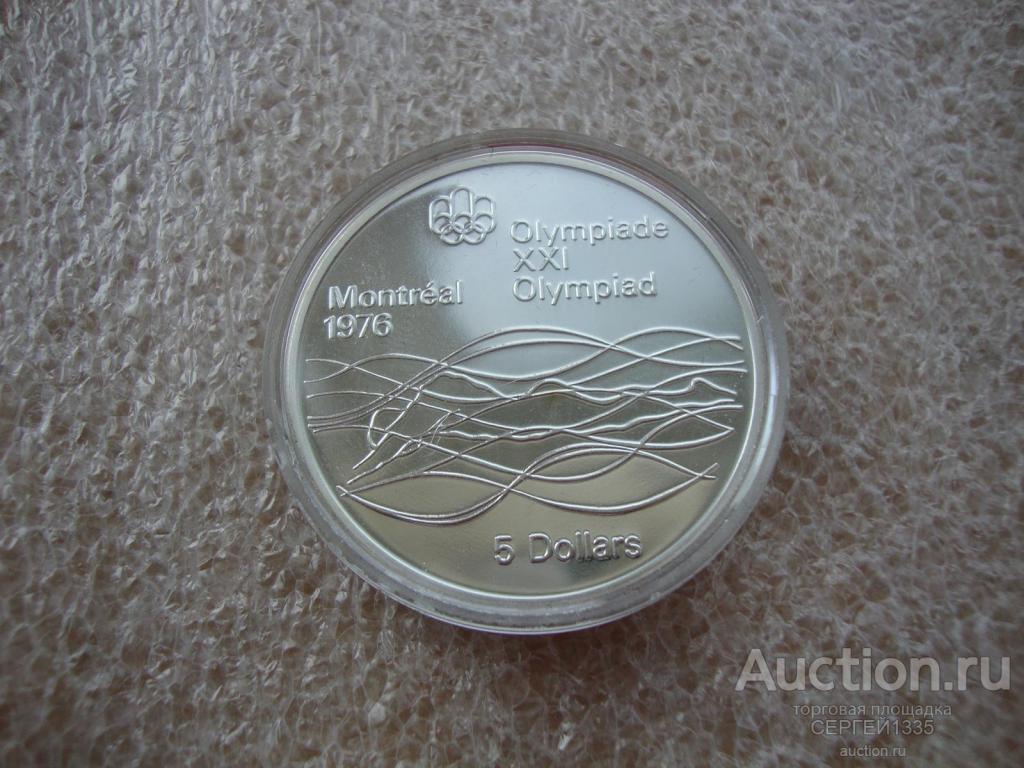 Olympiade
XXI
Olympiad
Montréal
1976
5 Dollars
Auction.ru
торговая площадка
СЕРГЕЙ1335
auction.ru